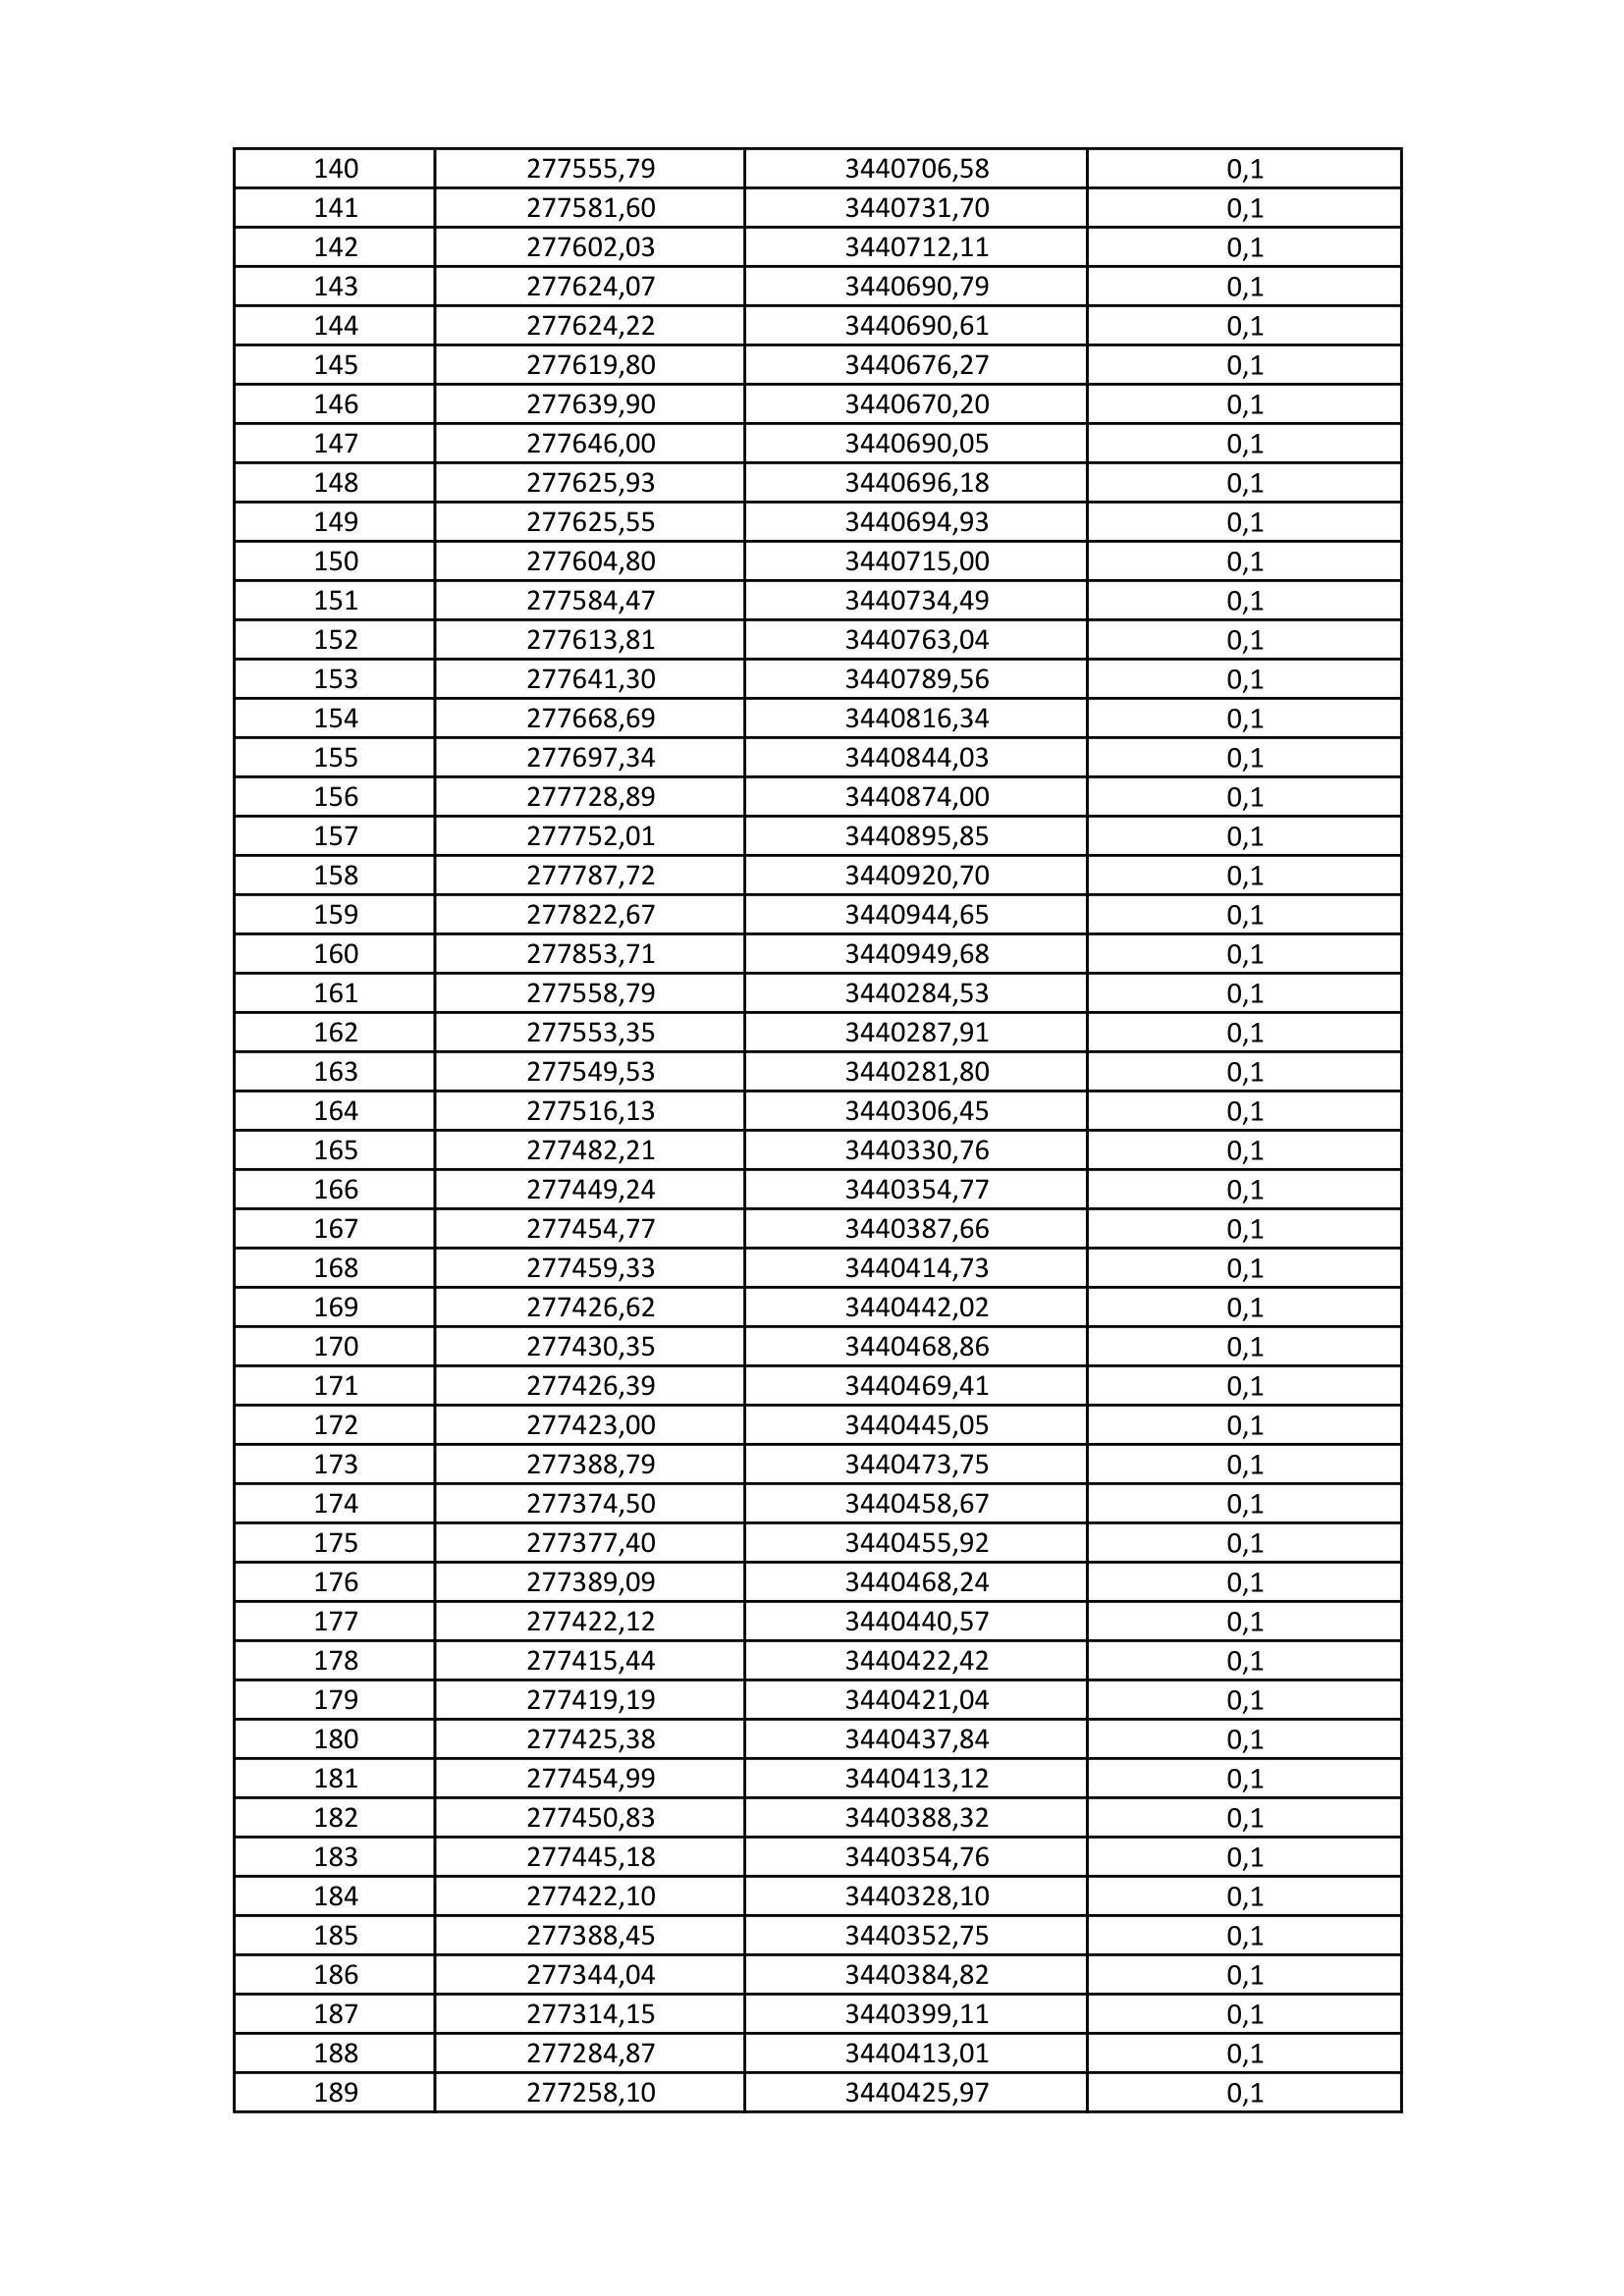 140 277555,79 3440706,58 0,1
141 277581,60 3440731,70 0,1
142 277602,03 3440712,11 0,1
143 277624,07 3440690,79 0,1
144 277624,22 3440690,61 0,1
145 277619,80 3440676,27 0,1
146 277639,90 3440670,20 0,1
147 277646,00 3440690,05 0,1
148 277625,93 3440696,18 0,1
149 277625,55 3440694,93 0,1
150 277604,80 3440715,00 0,1
151 277584,47 3440734,49 0,1
152 277613,81 3440763,04 0,1
153 277641,30 3440789,56 0,1
154 277668,69 3440816,34 0,1
155 277697,34 3440844,03 0,1
156 277728,89 3440874,00 0,1
157 277752,01 3440895,85 0,1
158 277787,72 3440920,70 0,1
159 277822,67 3440944,65 0,1
160 277853,71 3440949,68 0,1
161 277558,79 3440284,53 0,1
162 277553,35 3440287,91 0,1
163 277549,53 3440281,80 0,1
164 277516,13 3440306,45 0,1
165 277482,21 3440330,76 0,1
166 277449,24 3440354,77 0,1
167 277454,77 3440387,66 0,1
168 277459,33 3440414,73 0,1
169 277426,62 3440442,02 0,1
170 277430,35 3440468,86 0,1
171 277426,39 3440469,41 0,1
172 277423,00 3440445,05 0,1
173 277388,79 3440473,75 0,1
174 277374,50 3440458,67 0,1
175 277377,40 3440455,92 0,1
176 277389,09 3440468,24 0,1
177 277422,12 3440440,57 0,1
178 277415,44 3440422,42 0,1
179 277419,19 3440421,04 0,1
180 277425,38 3440437,84 0,1
181 277454,99 3440413,12 0,1
182 277450,83 3440388,32 0,1
183 277445,18 3440354,76 0,1
184 277422,10 3440328,10 0,1
185 277388,45 3440352,75 0,1
186 277344,04 3440384,82 0,1
187 277314,15 3440399,11 0,1
188 277284,87 3440413,01 0,1
189 277258,10 3440425,97 0,1